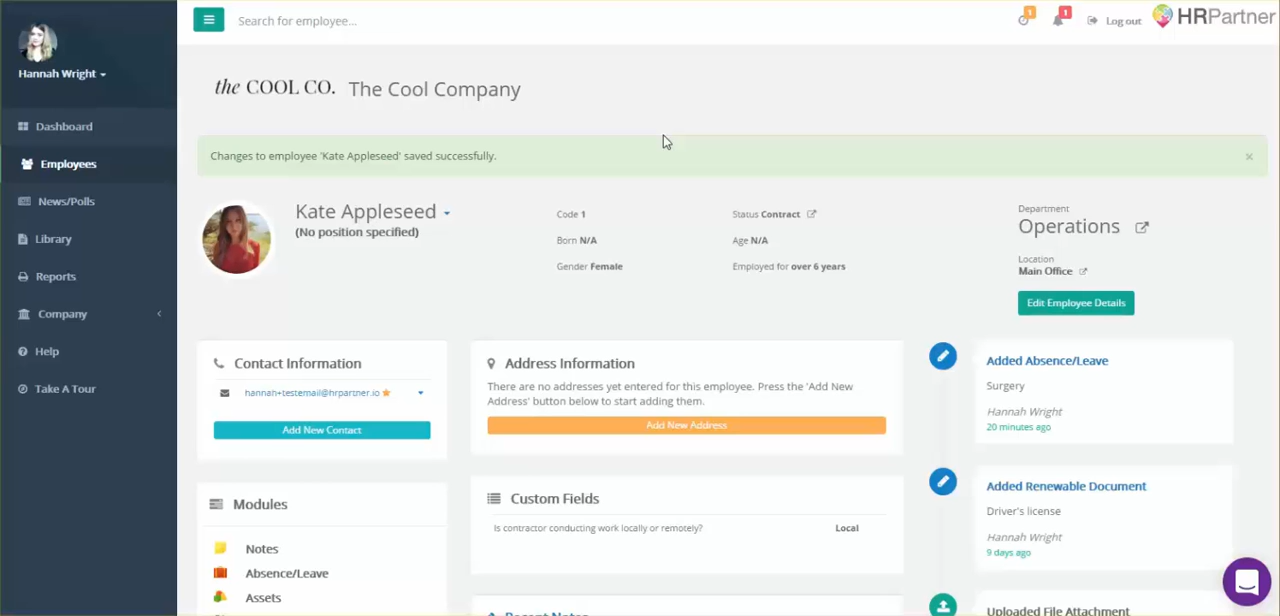 Hannah Wright
Dashboard
Employees
News/Polls
Library
Reports
Company
Help
Take A Tour
Search for employee...
1
1
Log out
HRPartner
the COOL CO. The Cool Company
Changes to employee 'Kate Appleseed' saved successfully.
×
Kate Appleseed
(No position specified)
Code 1
Born N/A
Gender Female
Status Contract
Age N/A
Employed for over 6 years
Department
Operations
Location
Main Office
Edit Employee Details
Contact Information
hannah+testemail@hrpartner.io
Add New Contact
Modules
Notes
Absence/Leave
Assets
Address Information
There are no addresses yet entered for this employee. Press the 'Add New
Address' button below to start adding them.
Add New Address
Custom Fields
Is contractor conducting work locally or remotely? Local
Recent Notes
Added Absence/Leave
Surgery
Hannah Wright
20 minutes ago
Added Renewable Document
Driver's license
Hannah Wright
9 days ago
Uploaded File Attachment